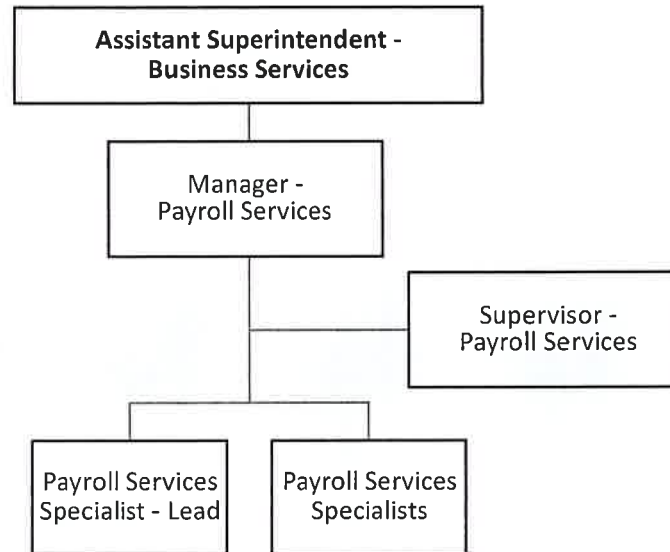 Assistant Superintendent -
Business Services
Manager -
Payroll Services
Supervisor -
Payroll Services
Payroll Services
Specialist - Lead
Payroll Services
Specialists